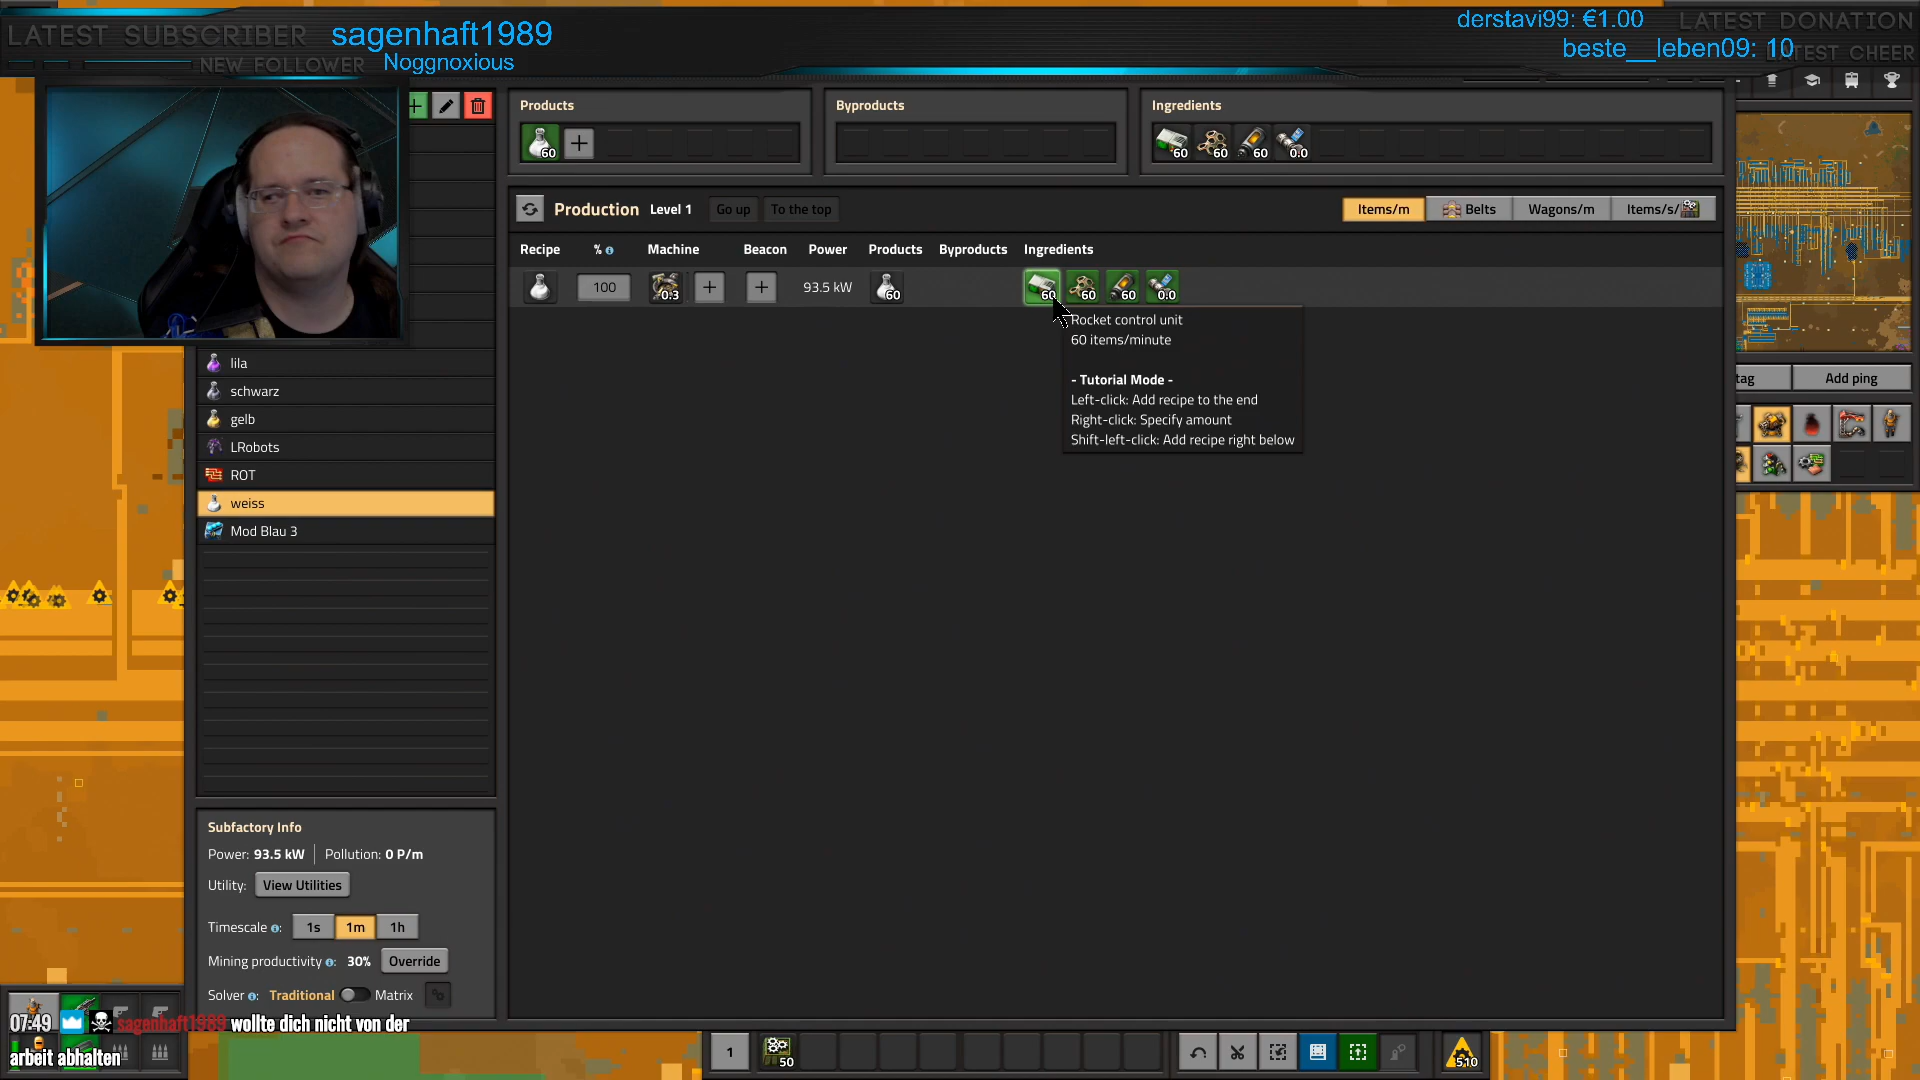 LATEST SUBSCRIBER sagenhaft1989
NEW FOLLOWER Noggnoxious
derstavi99: €1.00 LATEST DONATION
beste__leben09: 10
Products
Byproducts
Ingredients
60
60 60 60 0.0
Production Level 1 Go up To the top
Items/m Belts Wagons/m Items/s/
Recipe % Machine Beacon Power Products Byproducts Ingredients
100 0.3 93.5 kW 60 60 60 60 0.0
Rocket control unit
60 items/minute
- Tutorial Mode -
Left-click: Add recipe to the end
Right-click: Specify amount
Shift-left-click: Add recipe right below
lila
schwarz
gelb
LRobots
ROT
weiss
Mod Blau 3
tag Add ping
Subfactory Info
Power: 93.5 kW Pollution: 0 P/m
Utility: View Utilities
Timescale : 1s 1m 1h
Mining productivity : 30% Override
Solver : Traditional Matrix
07:49 sagenhaft1989 wollte dich nicht von der
arbeit abhalten
1 50 510